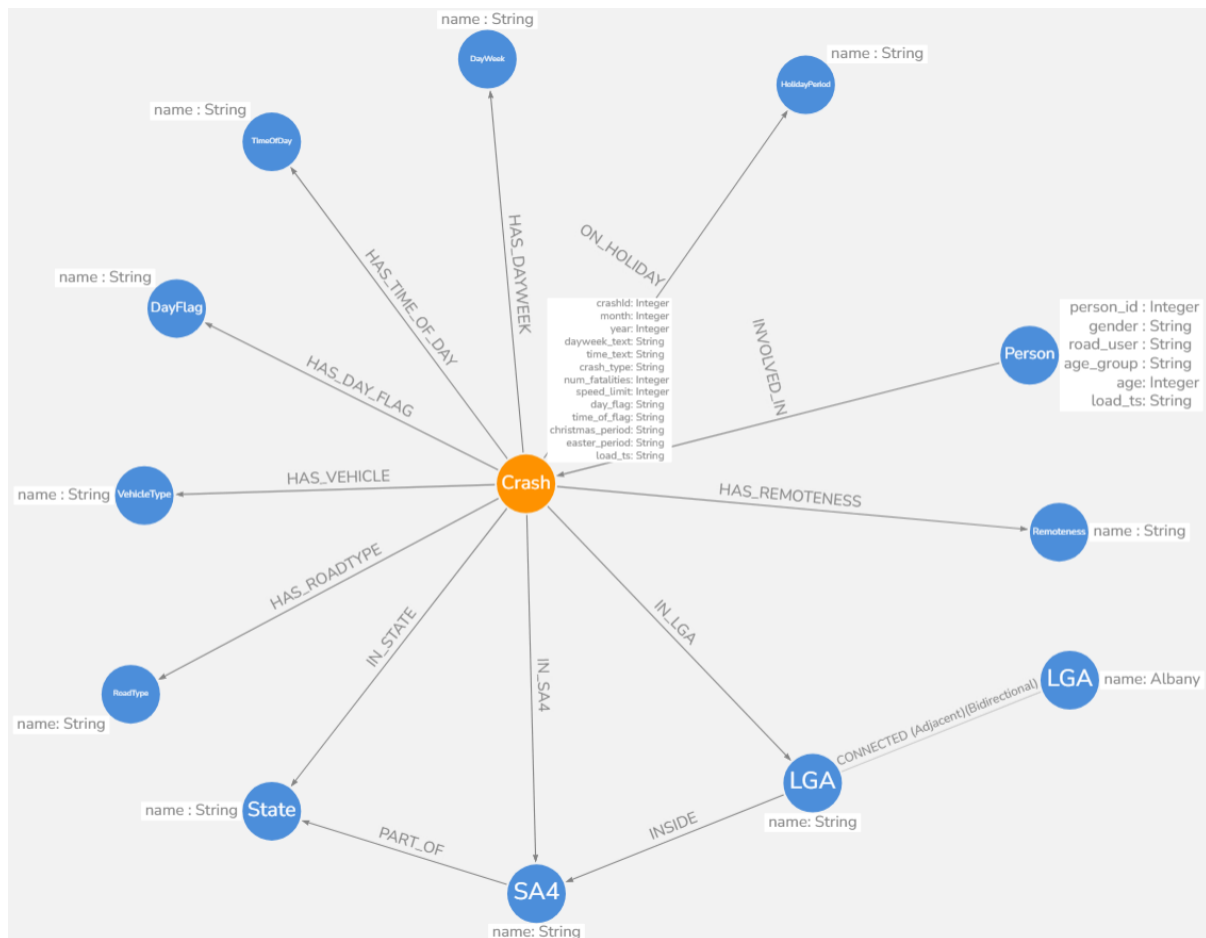 name : String
DayWeek
name : String
HolidayPeriod
name : String
TimeOfDay
HAS_DAYWEEK
ON_HOLIDAY
HAS_TIME_OF_DAY
name : String
DayFlag
HAS_DAY_FLAG
crashId: Integer
month: Integer
year: Integer
dayweek_text: String
time_text: String
crash_type: String
num_fatalities: Integer
speed_limit: Integer
day_flag: String
time_of_flag: String
christmas_period: String
easter_period: String
load_ts: String
INVOLVED_IN
Person
person_id : Integer
gender : String
road_user : String
age_group : String
age: Integer
load_ts: String
Crash
HAS_VEHICLE
name : String
VehicleType
HAS_REMOTENESS
Remoteness
name : String
HAS_ROADTYPE
IN_STATE
IN_SA4
IN_LGA
RoadType
name: String
LGA
name: Albany
CONNECTED (Adjacent)(Bidirectional)
LGA
name: String
name : String
State
PART_OF
INSIDE
SA4
name: String